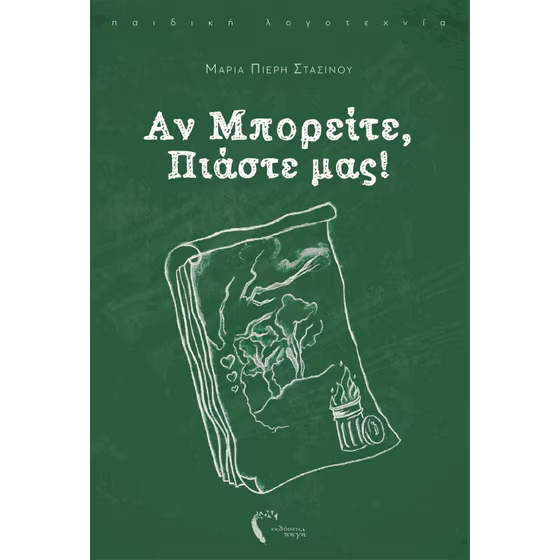 παιδική λογοτεχνία
ΜΑΡΙΑ ΠΙΕΡΗ ΣΤΑΣΙΝΟΥ
Αν Μπορείτε,
Πιάστε μας!
εκδόσεις
πηγή